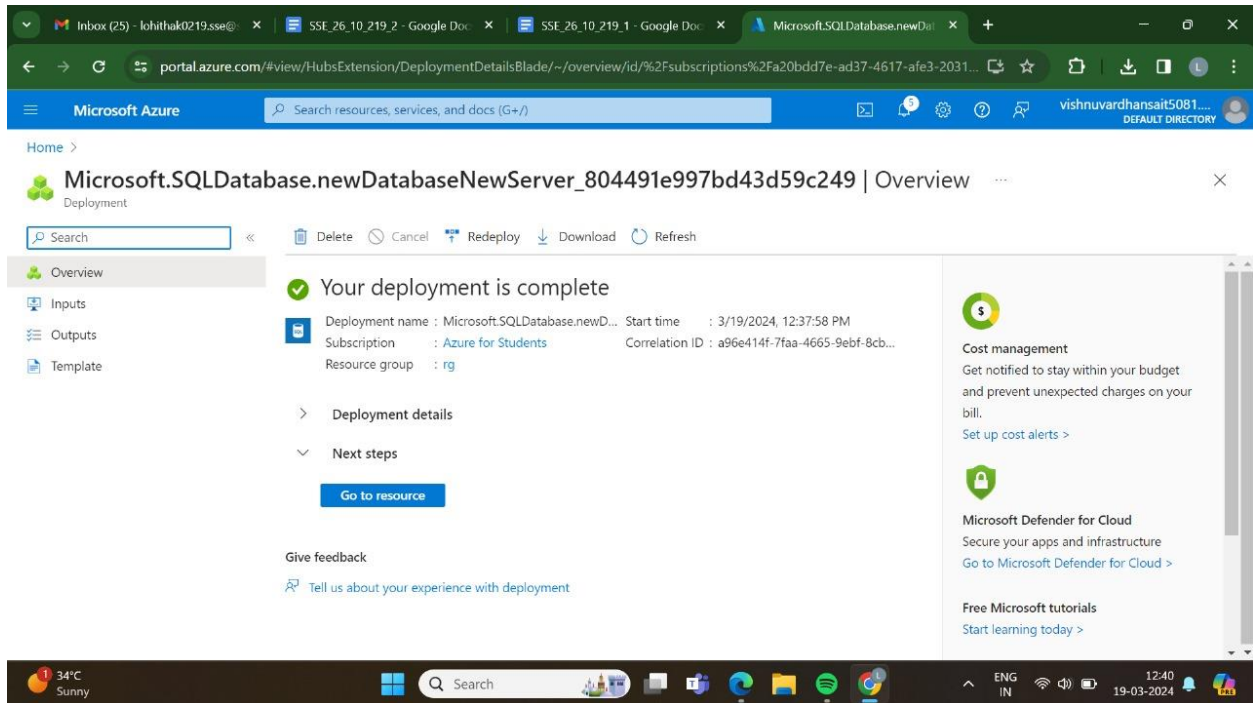 Inbox (25) - lohithak0219.sse@
SSE_26_10_219_2 - Google Doc
SSE_26_10_219_1 - Google Doc
Microsoft.SQLDatabase.newDat
portal.azure.com/#view/HubsExtension/DeploymentDetailsBlade/~/overview/id/%2Fsubscriptions%2Fa20bdd7e-ad37-4617-afe3-2031...
L
Microsoft Azure
Search resources, services, and docs (G+/)
5
vishnuvardhansait5081....
DEFAULT DIRECTORY
Home >
Microsoft.SQLDatabase.newDatabaseNewServer_804491e997bd43d59c249 | Overview ...
Deployment
Search
Delete Cancel Redeploy Download Refresh
Overview
Inputs
Outputs
Template
Your deployment is complete
Deployment name : Microsoft.SQLDatabase.newD... Start time : 3/19/2024, 12:37:58 PM
Subscription : Azure for Students Correlation ID : a96e414f-7faa-4665-9ebf-8cb...
Resource group : rg
Deployment details
Next steps
Go to resource
Give feedback
Tell us about your experience with deployment
$
Cost management
Get notified to stay within your budget
and prevent unexpected charges on your
bill.
Set up cost alerts >
Microsoft Defender for Cloud
Secure your apps and infrastructure
Go to Microsoft Defender for Cloud >
Free Microsoft tutorials
Start learning today >
1
34°C
Sunny
Search
ENG
IN
12:40
19-03-2024
PRE